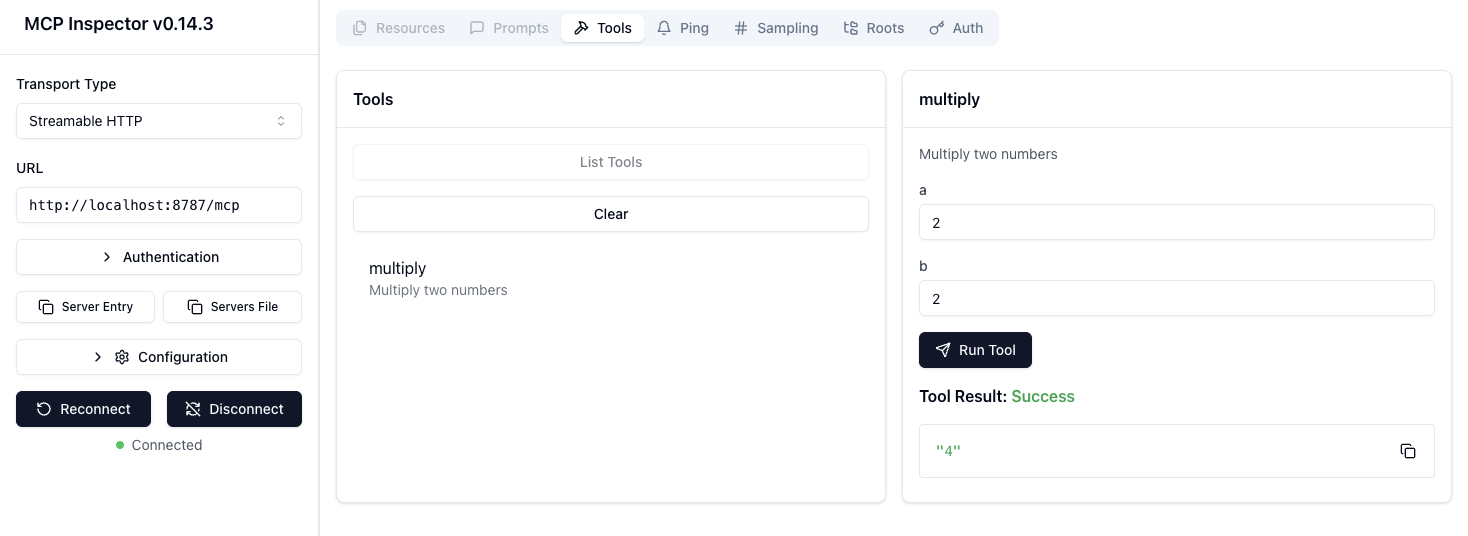 MCP Inspector v0.14.3
Transport Type
Streamable HTTP
URL
http://localhost:8787/mcp
Authentication
Server Entry
Servers File
Configuration
Reconnect
Disconnect
Connected
Resources
Prompts
Tools
Ping
Sampling
Roots
Auth
Tools
List Tools
Clear
multiply
Multiply two numbers
multiply
Multiply two numbers
a
2
b
2
Run Tool
Tool Result: Success
"4"